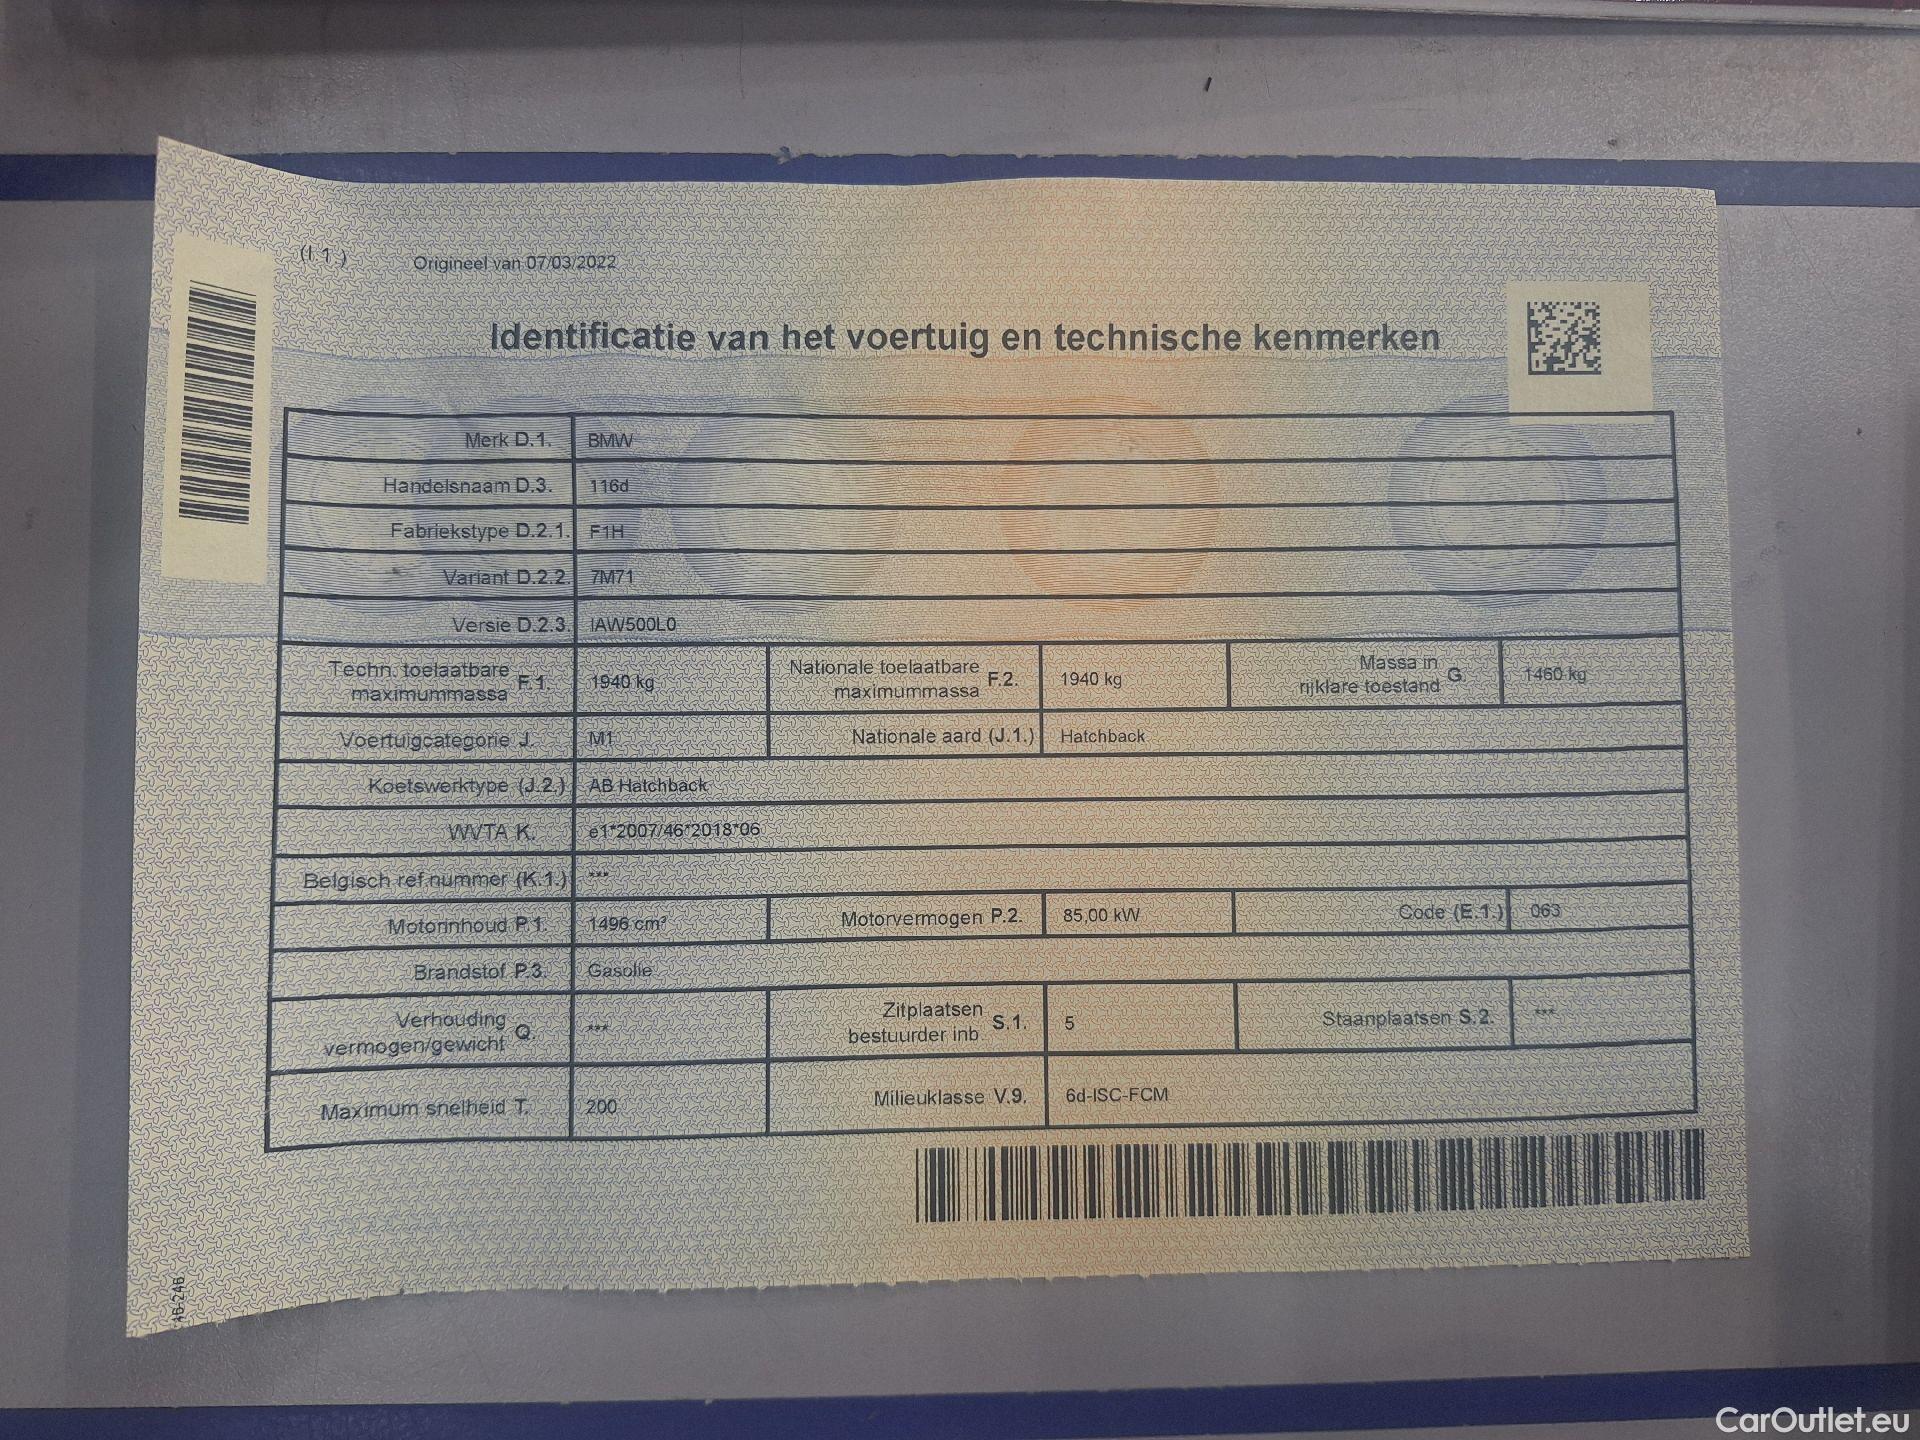 (I.1)
Origineel van 07/03/2022
Identificatie van het voertuig en technische kenmerken
Merk D.1. BMW
Handelsnaam D.3. 116d
Fabriekstype D.2.1. F1H
Variant D.2.2. 7M71
Versie D.2.3. IAW500L0
Techn. toelaatbare maximummassa F.1. 1940 kg Nationale toelaatbare maximummassa F.2. 1940 kg Massa in rijklare toestand G. 1460 kg
Voertuigcategorie J. M1 Nationale aard (J.1.) Hatchback
Koetswerktype (J.2.) AB Hatchback
WVTA K. e1*2007/46*2018*06
Belgisch ref.nummer (K.1.) ***
Motorinhoud P.1. 1496 cm³ Motorvermogen P.2. 85,00 kW Code (E.1.) 063
Brandstof P.3. Gasolie
Verhouding vermogen/gewicht Q. *** Zitplaatsen bestuurder inb S.1. 5 Staanplaatsen S.2. ***
Maximum snelheid T. 200 Milieuklasse V.9. 6d-ISC-FCM
CarOutlet.eu